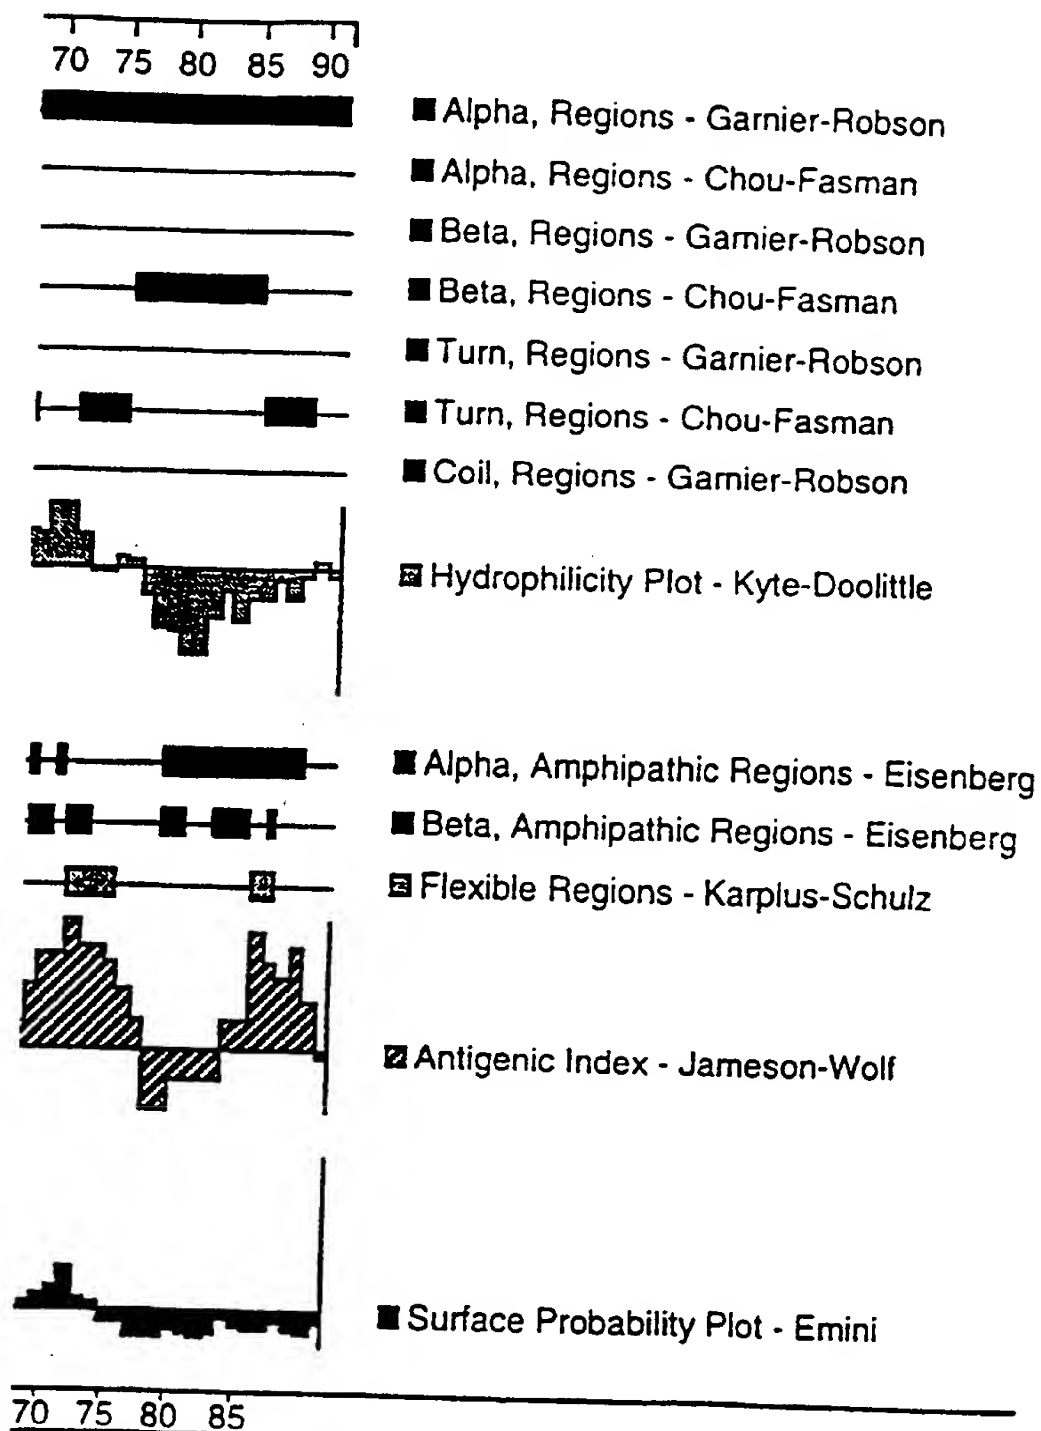 70 75 80 85 90
Alpha, Regions - Garnier-Robson
Alpha, Regions - Chou-Fasman
Beta, Regions - Garnier-Robson
Beta, Regions - Chou-Fasman
Turn, Regions - Garnier-Robson
Turn, Regions - Chou-Fasman
Coil, Regions - Garnier-Robson
Hydrophilicity Plot - Kyte-Doolittle
Alpha, Amphipathic Regions - Eisenberg
Beta, Amphipathic Regions - Eisenberg
Flexible Regions - Karplus-Schulz
Antigenic Index - Jameson-Wolf
Surface Probability Plot - Emini
70 75 80 85